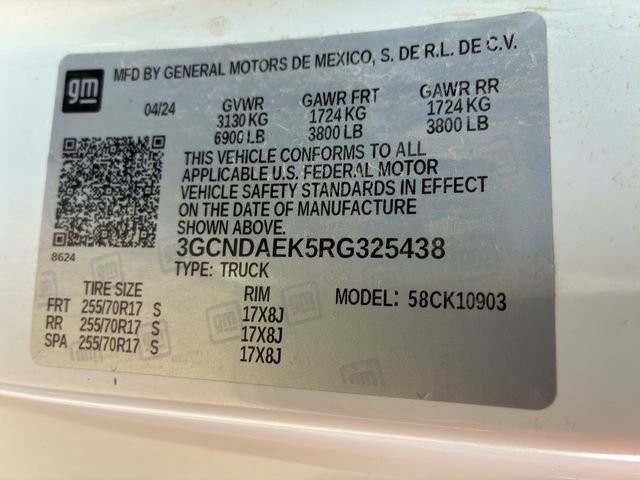 gm
MFD BY GENERAL MOTORS DE MEXICO, S. DE R.L. DE C.V.
04/24 GVWR GAWR FRT GAWR RR
3130 KG 1724 KG 1724 KG
6900 LB 3800 LB 3800 LB
THIS VEHICLE CONFORMS TO ALL
APPLICABLE U.S. FEDERAL MOTOR
VEHICLE SAFETY STANDARDS IN EFFECT
ON THE DATE OF MANUFACTURE
SHOWN ABOVE.
8624
3GCNDAEK5RG325438
TYPE: TRUCK
TIRE SIZE RIM MODEL: 58CK10903
FRT 255/70R17 S 17X8J
RR 255/70R17 S 17X8J
SPA 255/70R17 S 17X8J